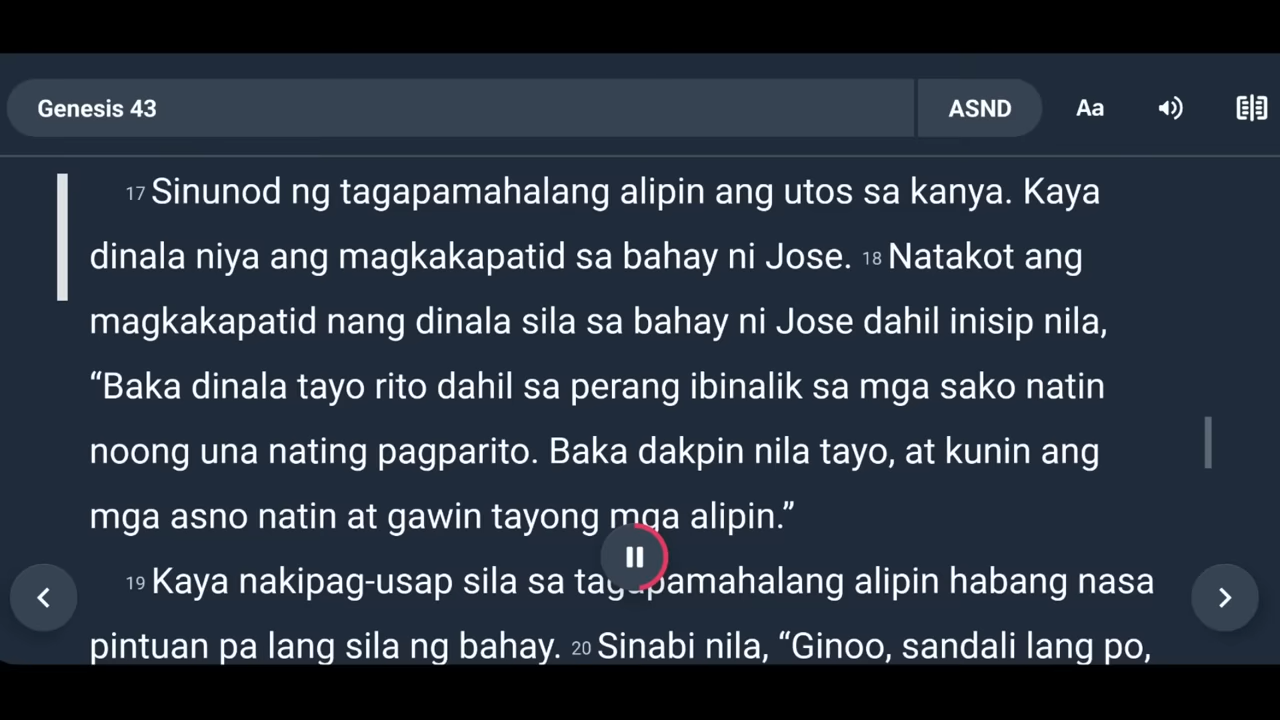 Genesis 43
ASND
Aa
17 Sinunod ng tagapamahalang alipin ang utos sa kanya. Kaya
dinala niya ang magkakapatid sa bahay ni Jose. 18 Natakot ang
magkakapatid nang dinala sila sa bahay ni Jose dahil inisip nila,
“Baka dinala tayo rito dahil sa perang ibinalik sa mga sako natin
noong una nating pagparito. Baka dakpin nila tayo, at kunin ang
mga asno natin at gawin tayong mga alipin.”
19 Kaya nakipag-usap sila sa tagapamahalang alipin habang nasa
pintuan pa lang sila ng bahay. 20 Sinabi nila, “Ginoo, sandali lang po,